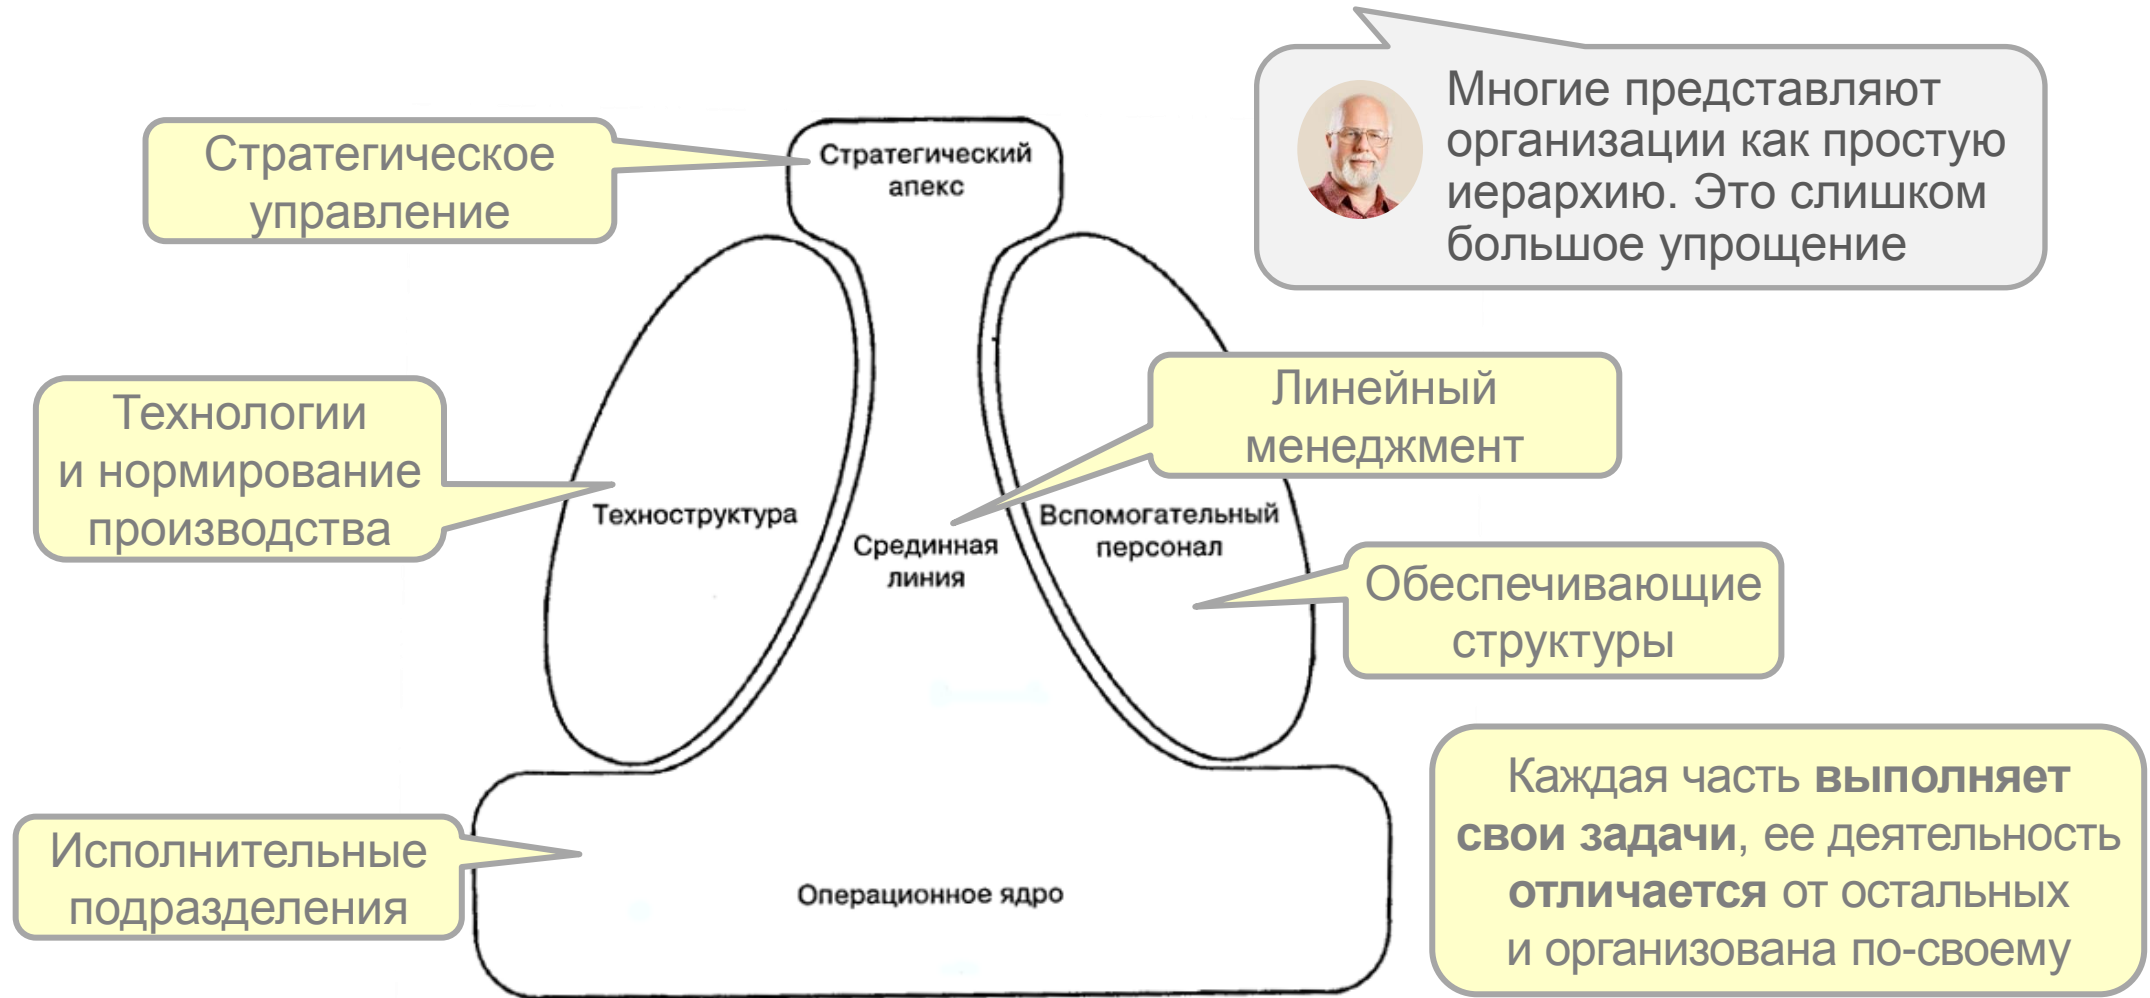 Многие представляют
организации как простую
иерархию. Это слишком
большое упрощение
Стратегическое
управление
Стратегический
апекс
Технологии
и нормирование
производства
Линейный
менеджмент
Техноструктура
Срединная
линия
Вспомогательный
персонал
Обеспечивающие
структуры
Исполнительные
подразделения
Операционное ядро
Каждая часть выполняет
свои задачи, ее деятельность
отличается от остальных
и организована по-своему